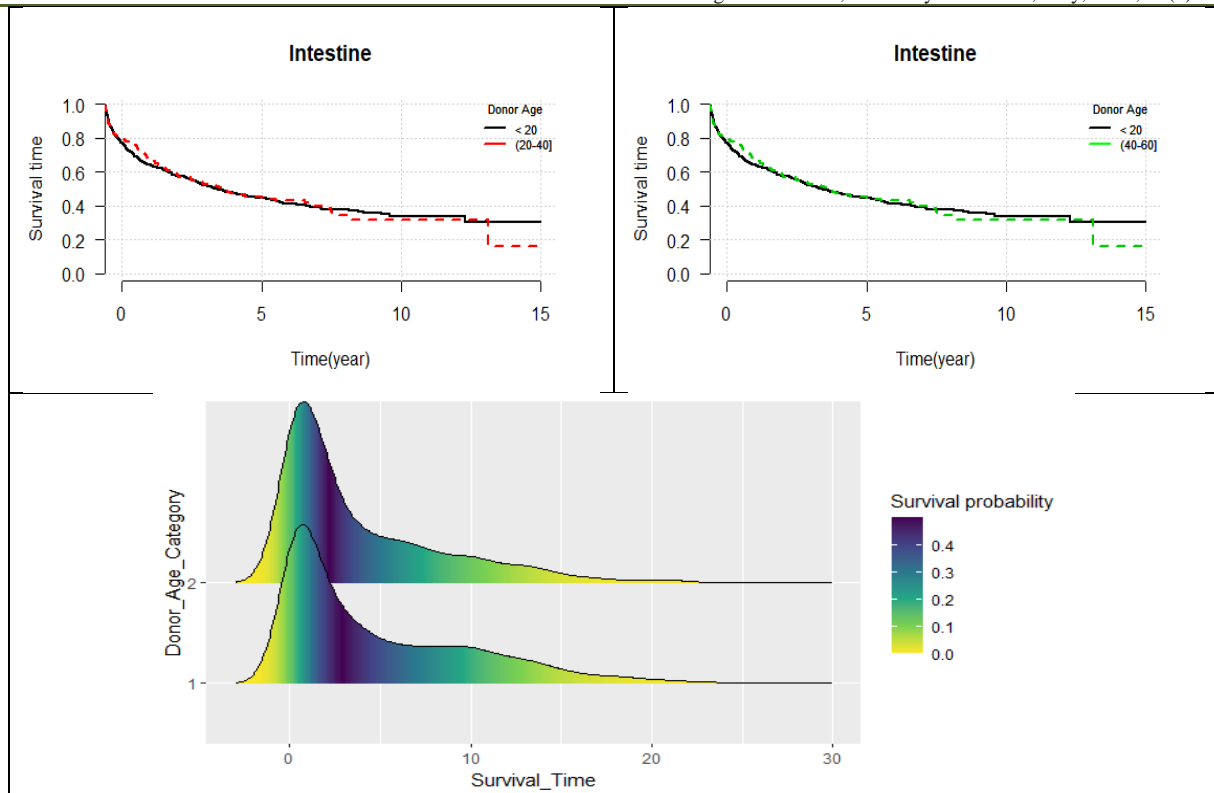 Intestine
Survival time
1.0
0.8
0.6
0.4
0.2
0.0
Donor Age
< 20
(20-40]
0 5 10 15
Time(year)
Intestine
Survival time
1.0
0.8
0.6
0.4
0.2
0.0
Donor Age
< 20
(40-60]
0 5 10 15
Time(year)
Donor_Age_Category
2
1
0 10 20 30
Survival_Time
Survival probability
0.4
0.3
0.2
0.1
0.0